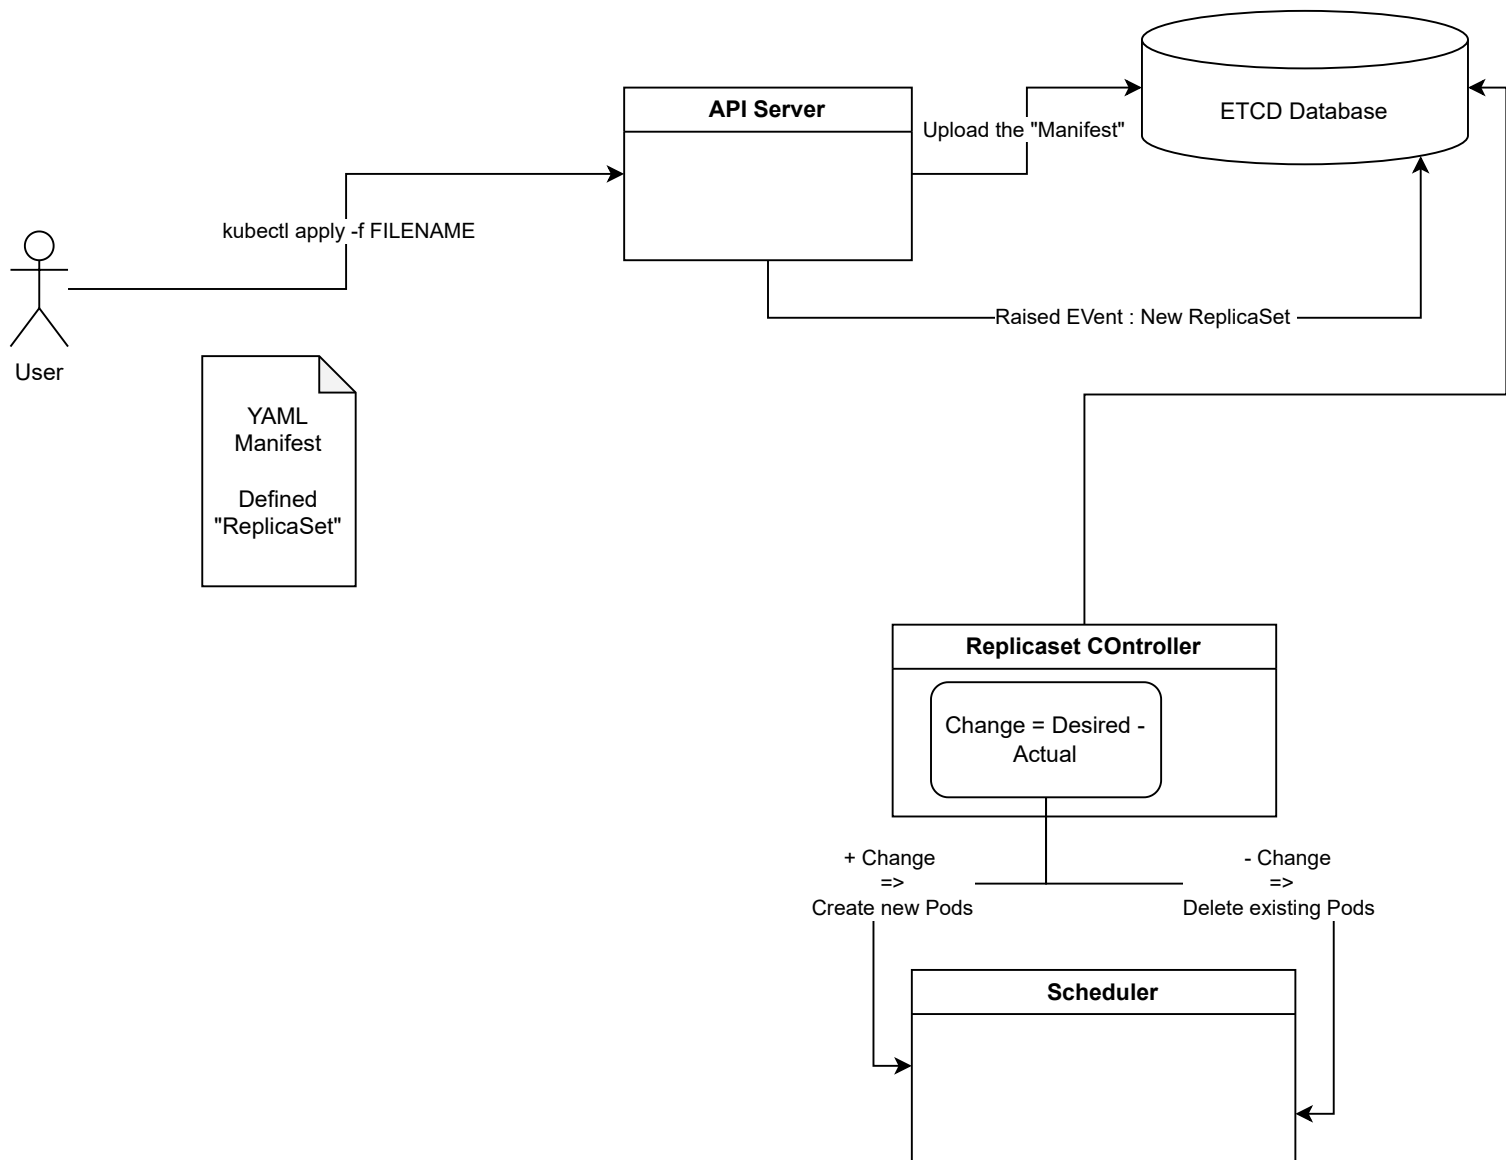 API Server
ETCD Database
Upload the "Manifest"
kubectl apply -f FILENAME
Raised EVent : New ReplicaSet
User
YAML
Manifest
Defined
"ReplicaSet"
Replicaset COntroller
Change = Desired -
Actual
+ Change
=>
Create new Pods
- Change
=>
Delete existing Pods
Scheduler